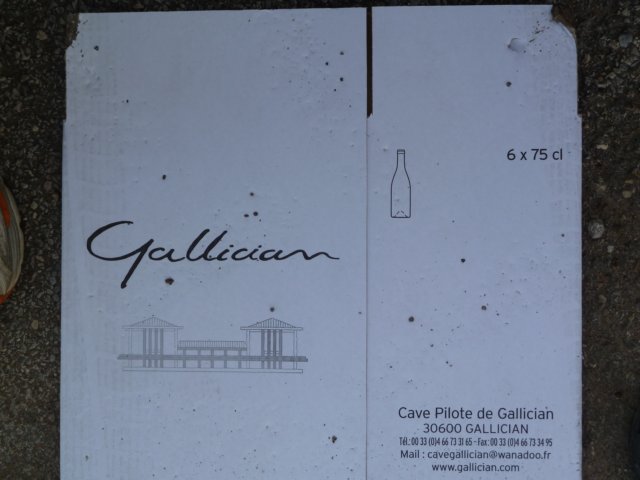 Gallician
6 x 75 cl
Cave Pilote de Gallician
30600 GALLICIAN
Tél.: 00 33 (0)4 66 73 31 65 - Fax : 00 33 (0)4 66 73 34 95
Mail : cavegallician@wanadoo.fr
www.gallician.com